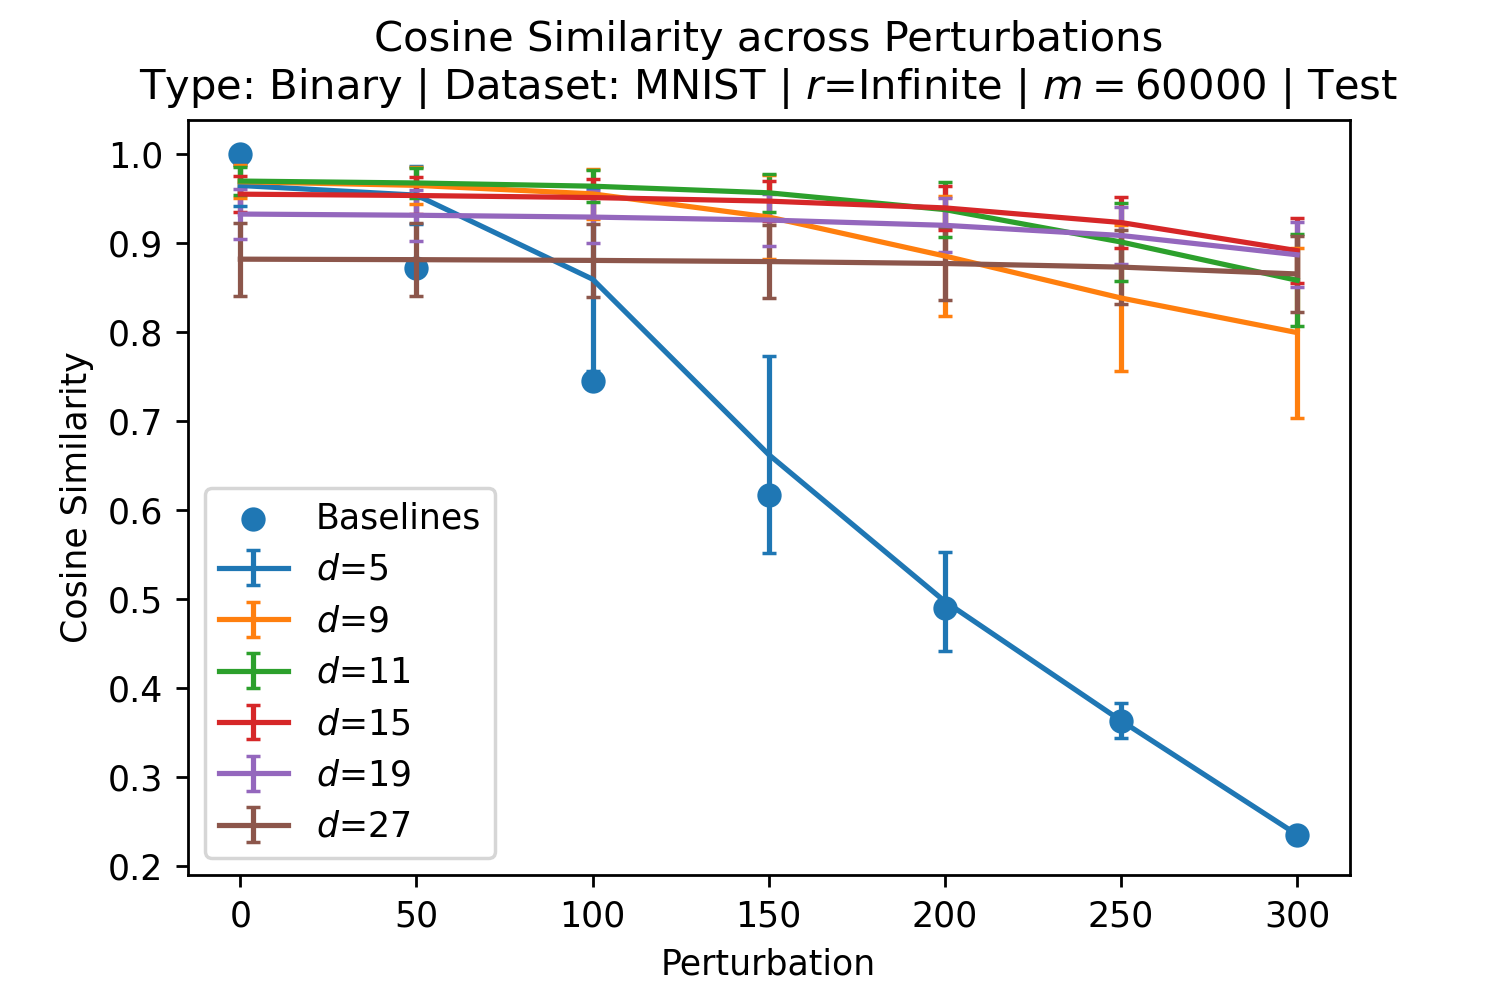 Cosine Similarity across Perturbations
Type: Binary | Dataset: MNIST | r=Infinite | m = 60000 | Test
Cosine Similarity
1.0
0.9
0.8
0.7
0.6
0.5
0.4
0.3
0.2
Baselines
d=5
d=9
d=11
d=15
d=19
d=27
0 50 100 150 200 250 300
Perturbation